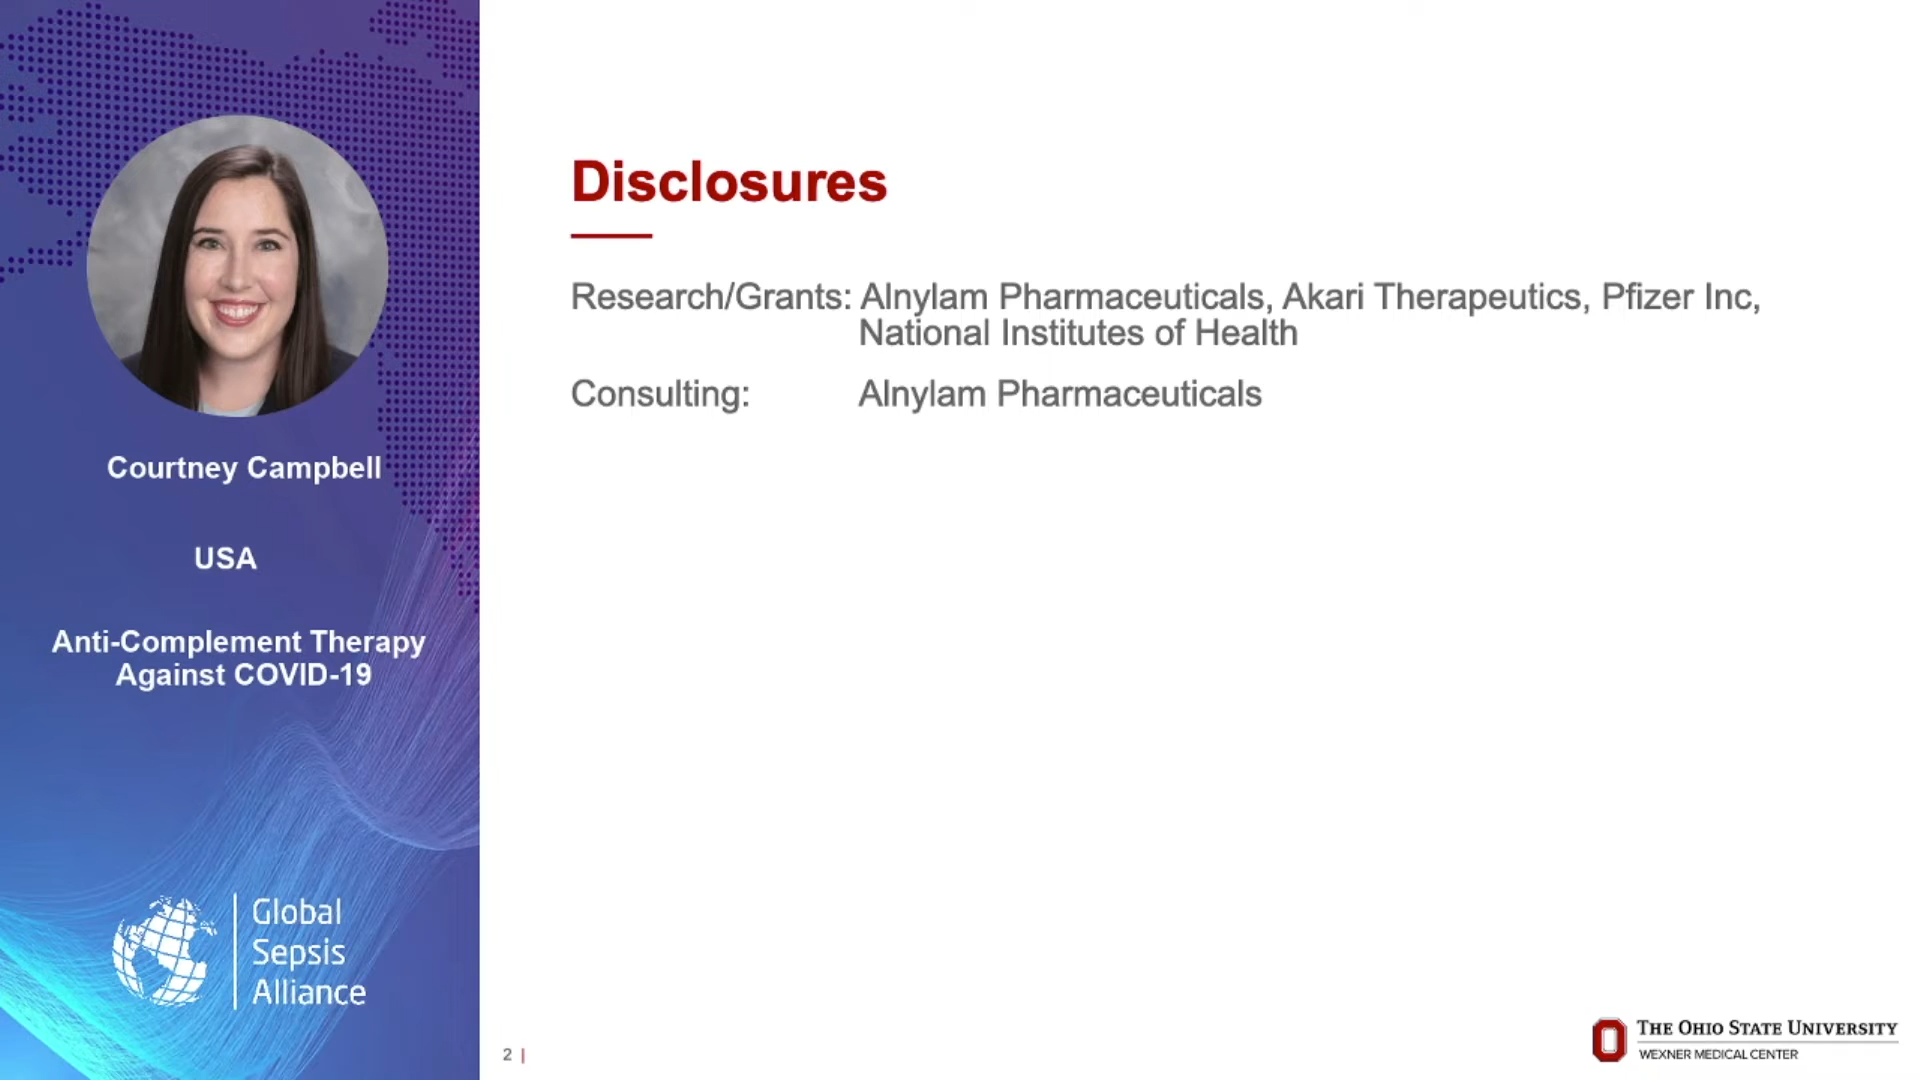 Courtney Campbell
USA
Anti-Complement Therapy
Against COVID-19
Global
Sepsis
Alliance
Disclosures
Research/Grants: Alnylam Pharmaceuticals, Akari Therapeutics, Pfizer Inc,
National Institutes of Health
Consulting: Alnylam Pharmaceuticals
2 |
THE OHIO STATE UNIVERSITY
WEXNER MEDICAL CENTER